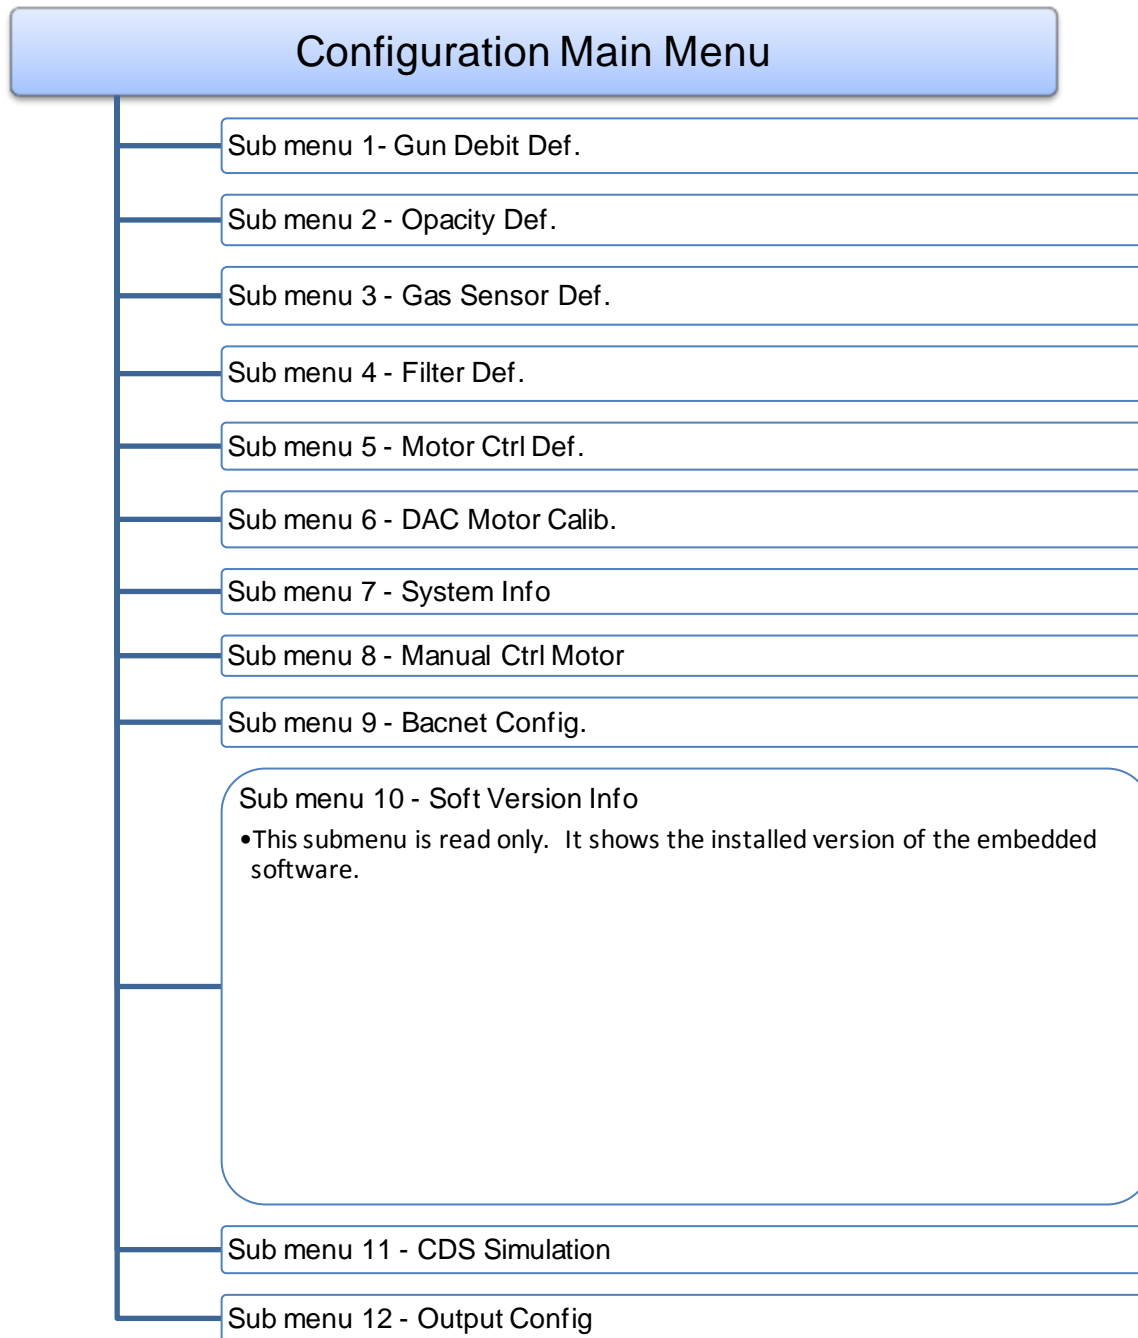 Configuration Main Menu
Sub menu 1- Gun Debit Def.
Sub menu 2 - Opacity Def.
Sub menu 3 - Gas Sensor Def.
Sub menu 4 - Filter Def.
Sub menu 5 - Motor Ctrl Def.
Sub menu 6 - DAC Motor Calib.
Sub menu 7 - System Info
Sub menu 8 - Manual Ctrl Motor
Sub menu 9 - Bacnet Config.
Sub menu 10 - Soft Version Info
•This submenu is read only.  It shows the installed version of the embedded
software.
Sub menu 11 - CDS Simulation
Sub menu 12 - Output Config